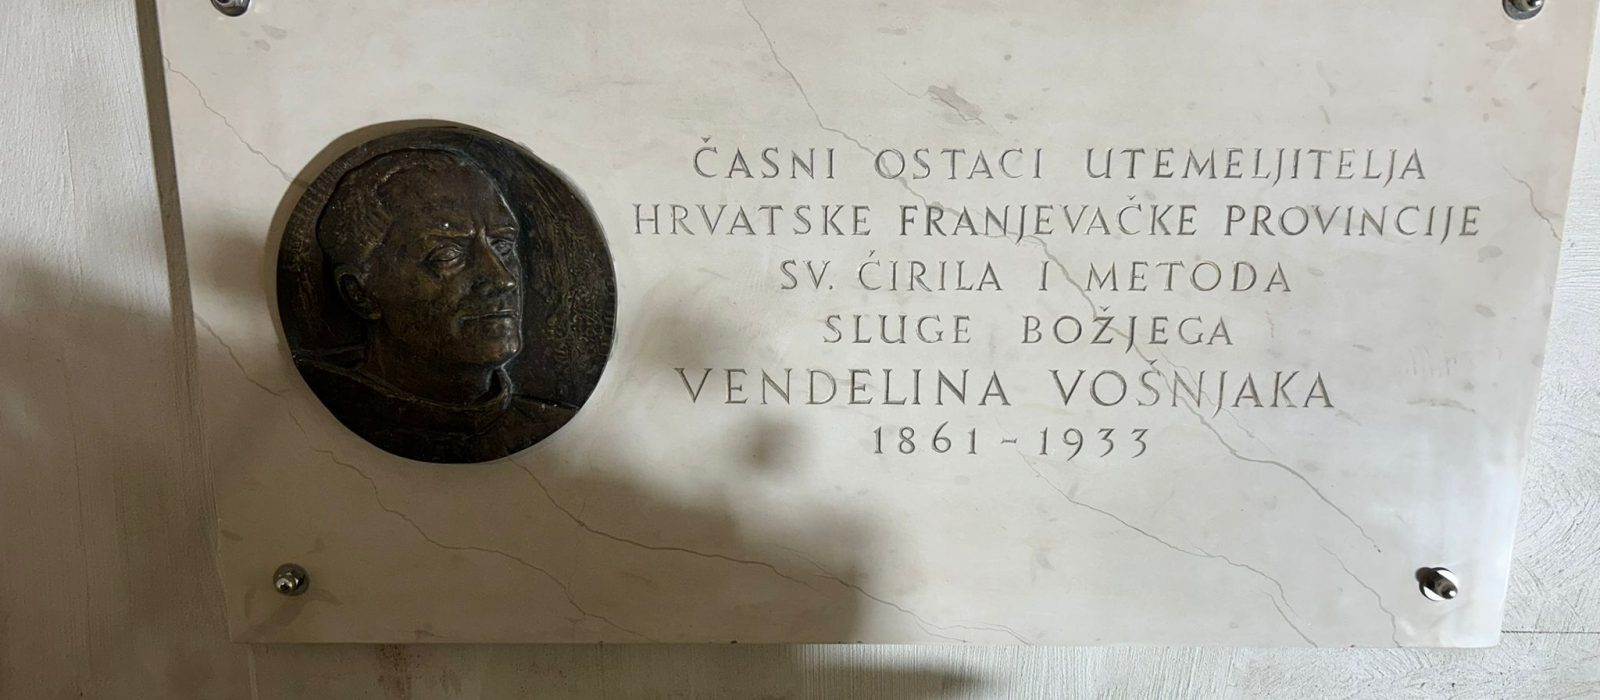 ČASNI OSTACI UTEMELJITELJA
HRVATSKE FRANJEVAČKE PROVINCIJE
SV. ĆIRILA I METODA
SLUGE BOŽJEGA
VENDELINA VOŠNJAKA
1861-1933